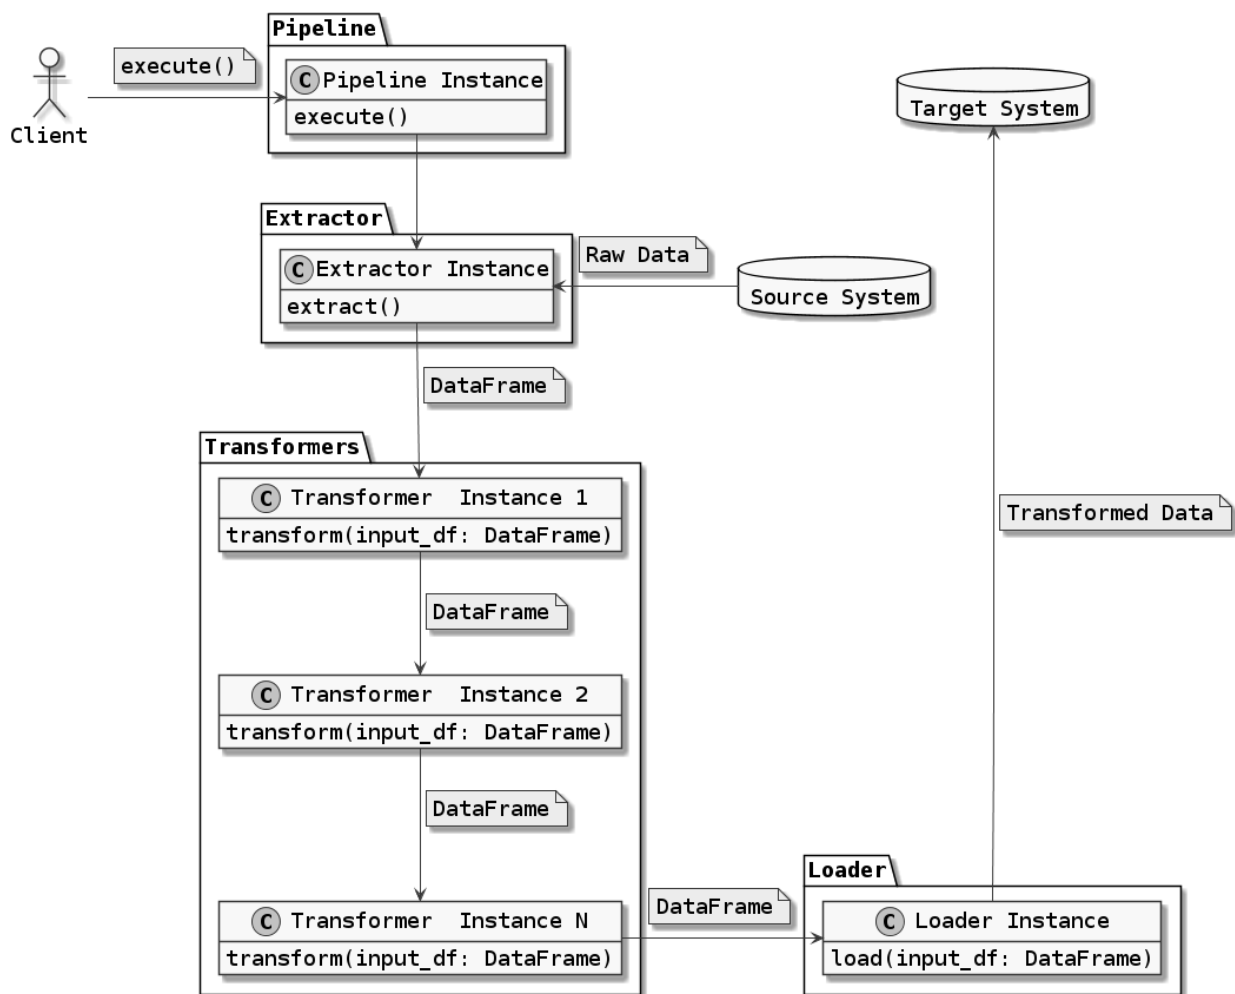 Pipeline
execute()
C Pipeline Instance
execute()
Client
Target System
Extractor
C Extractor Instance
extract()
Raw Data
Source System
DataFrame
Transformers
C Transformer  Instance 1
transform(input_df: DataFrame)
Transformed Data
DataFrame
C Transformer  Instance 2
transform(input_df: DataFrame)
DataFrame
Loader
C Transformer  Instance N
transform(input_df: DataFrame)
DataFrame
C Loader Instance
load(input_df: DataFrame)